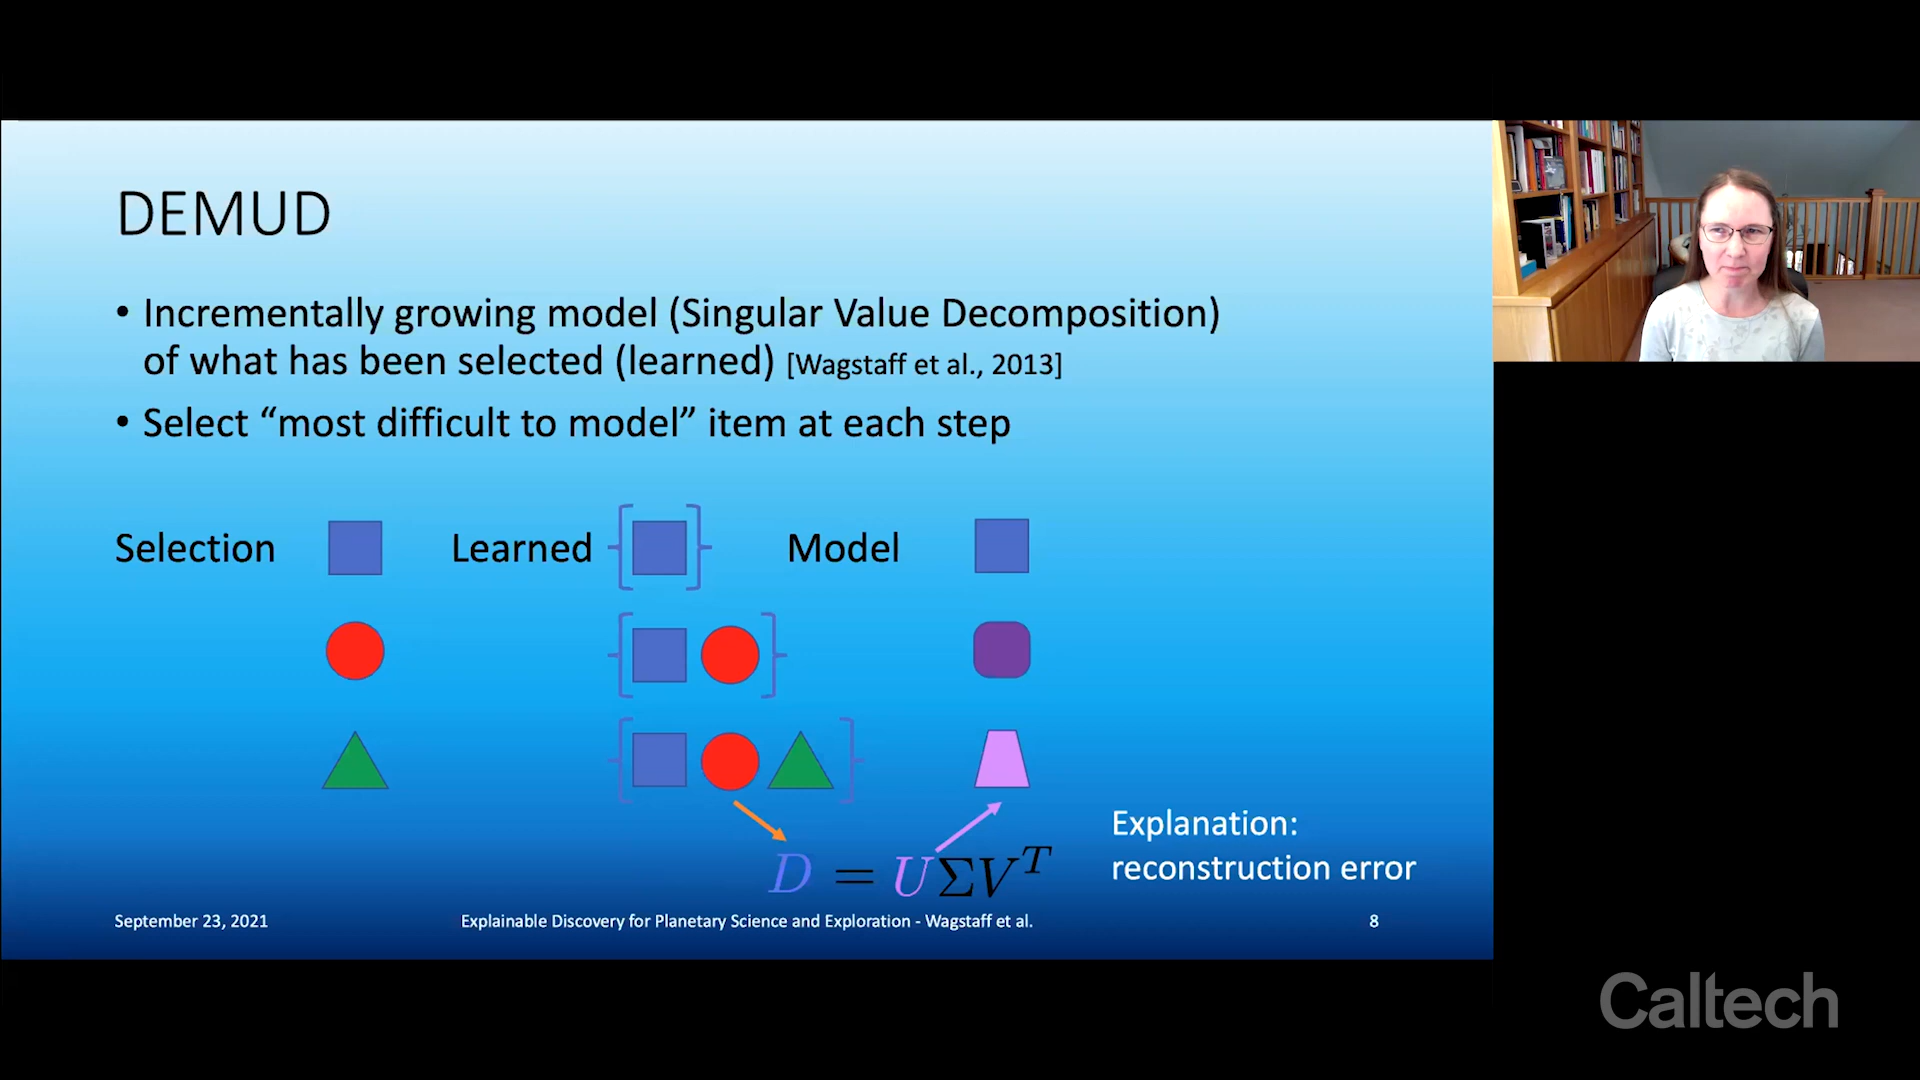 DEMUD
• Incrementally growing model (Singular Value Decomposition)
of what has been selected (learned) [Wagstaff et al., 2013]
• Select “most difficult to model” item at each step
Selection Learned Model
D = UΣV^T
Explanation:
reconstruction error
September 23, 2021 Explainable Discovery for Planetary Science and Exploration - Wagstaff et al. 8
Caltech